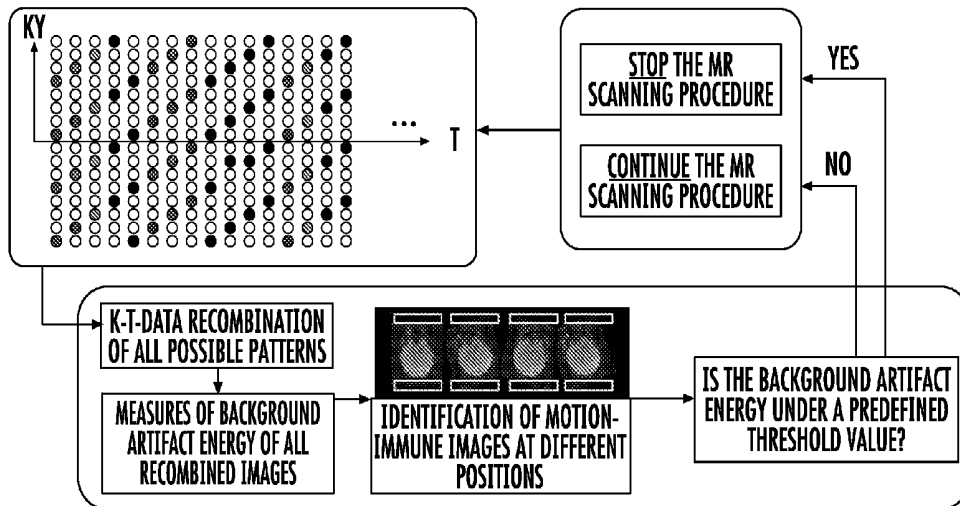 KY
... T
STOP THE MR
SCANNING PROCEDURE
CONTINUE THE MR
SCANNING PROCEDURE
YES
NO
K-T-DATA RECOMBINATION
OF ALL POSSIBLE PATTERNS
MEASURES OF BACKGROUND
ARTIFACT ENERGY OF ALL
RECOMBINED IMAGES
IDENTIFICATION OF MOTION-
IMMUNE IMAGES AT DIFFERENT
POSITIONS
IS THE BACKGROUND ARTIFACT
ENERGY UNDER A PREDEFINED
THRESHOLD VALUE?